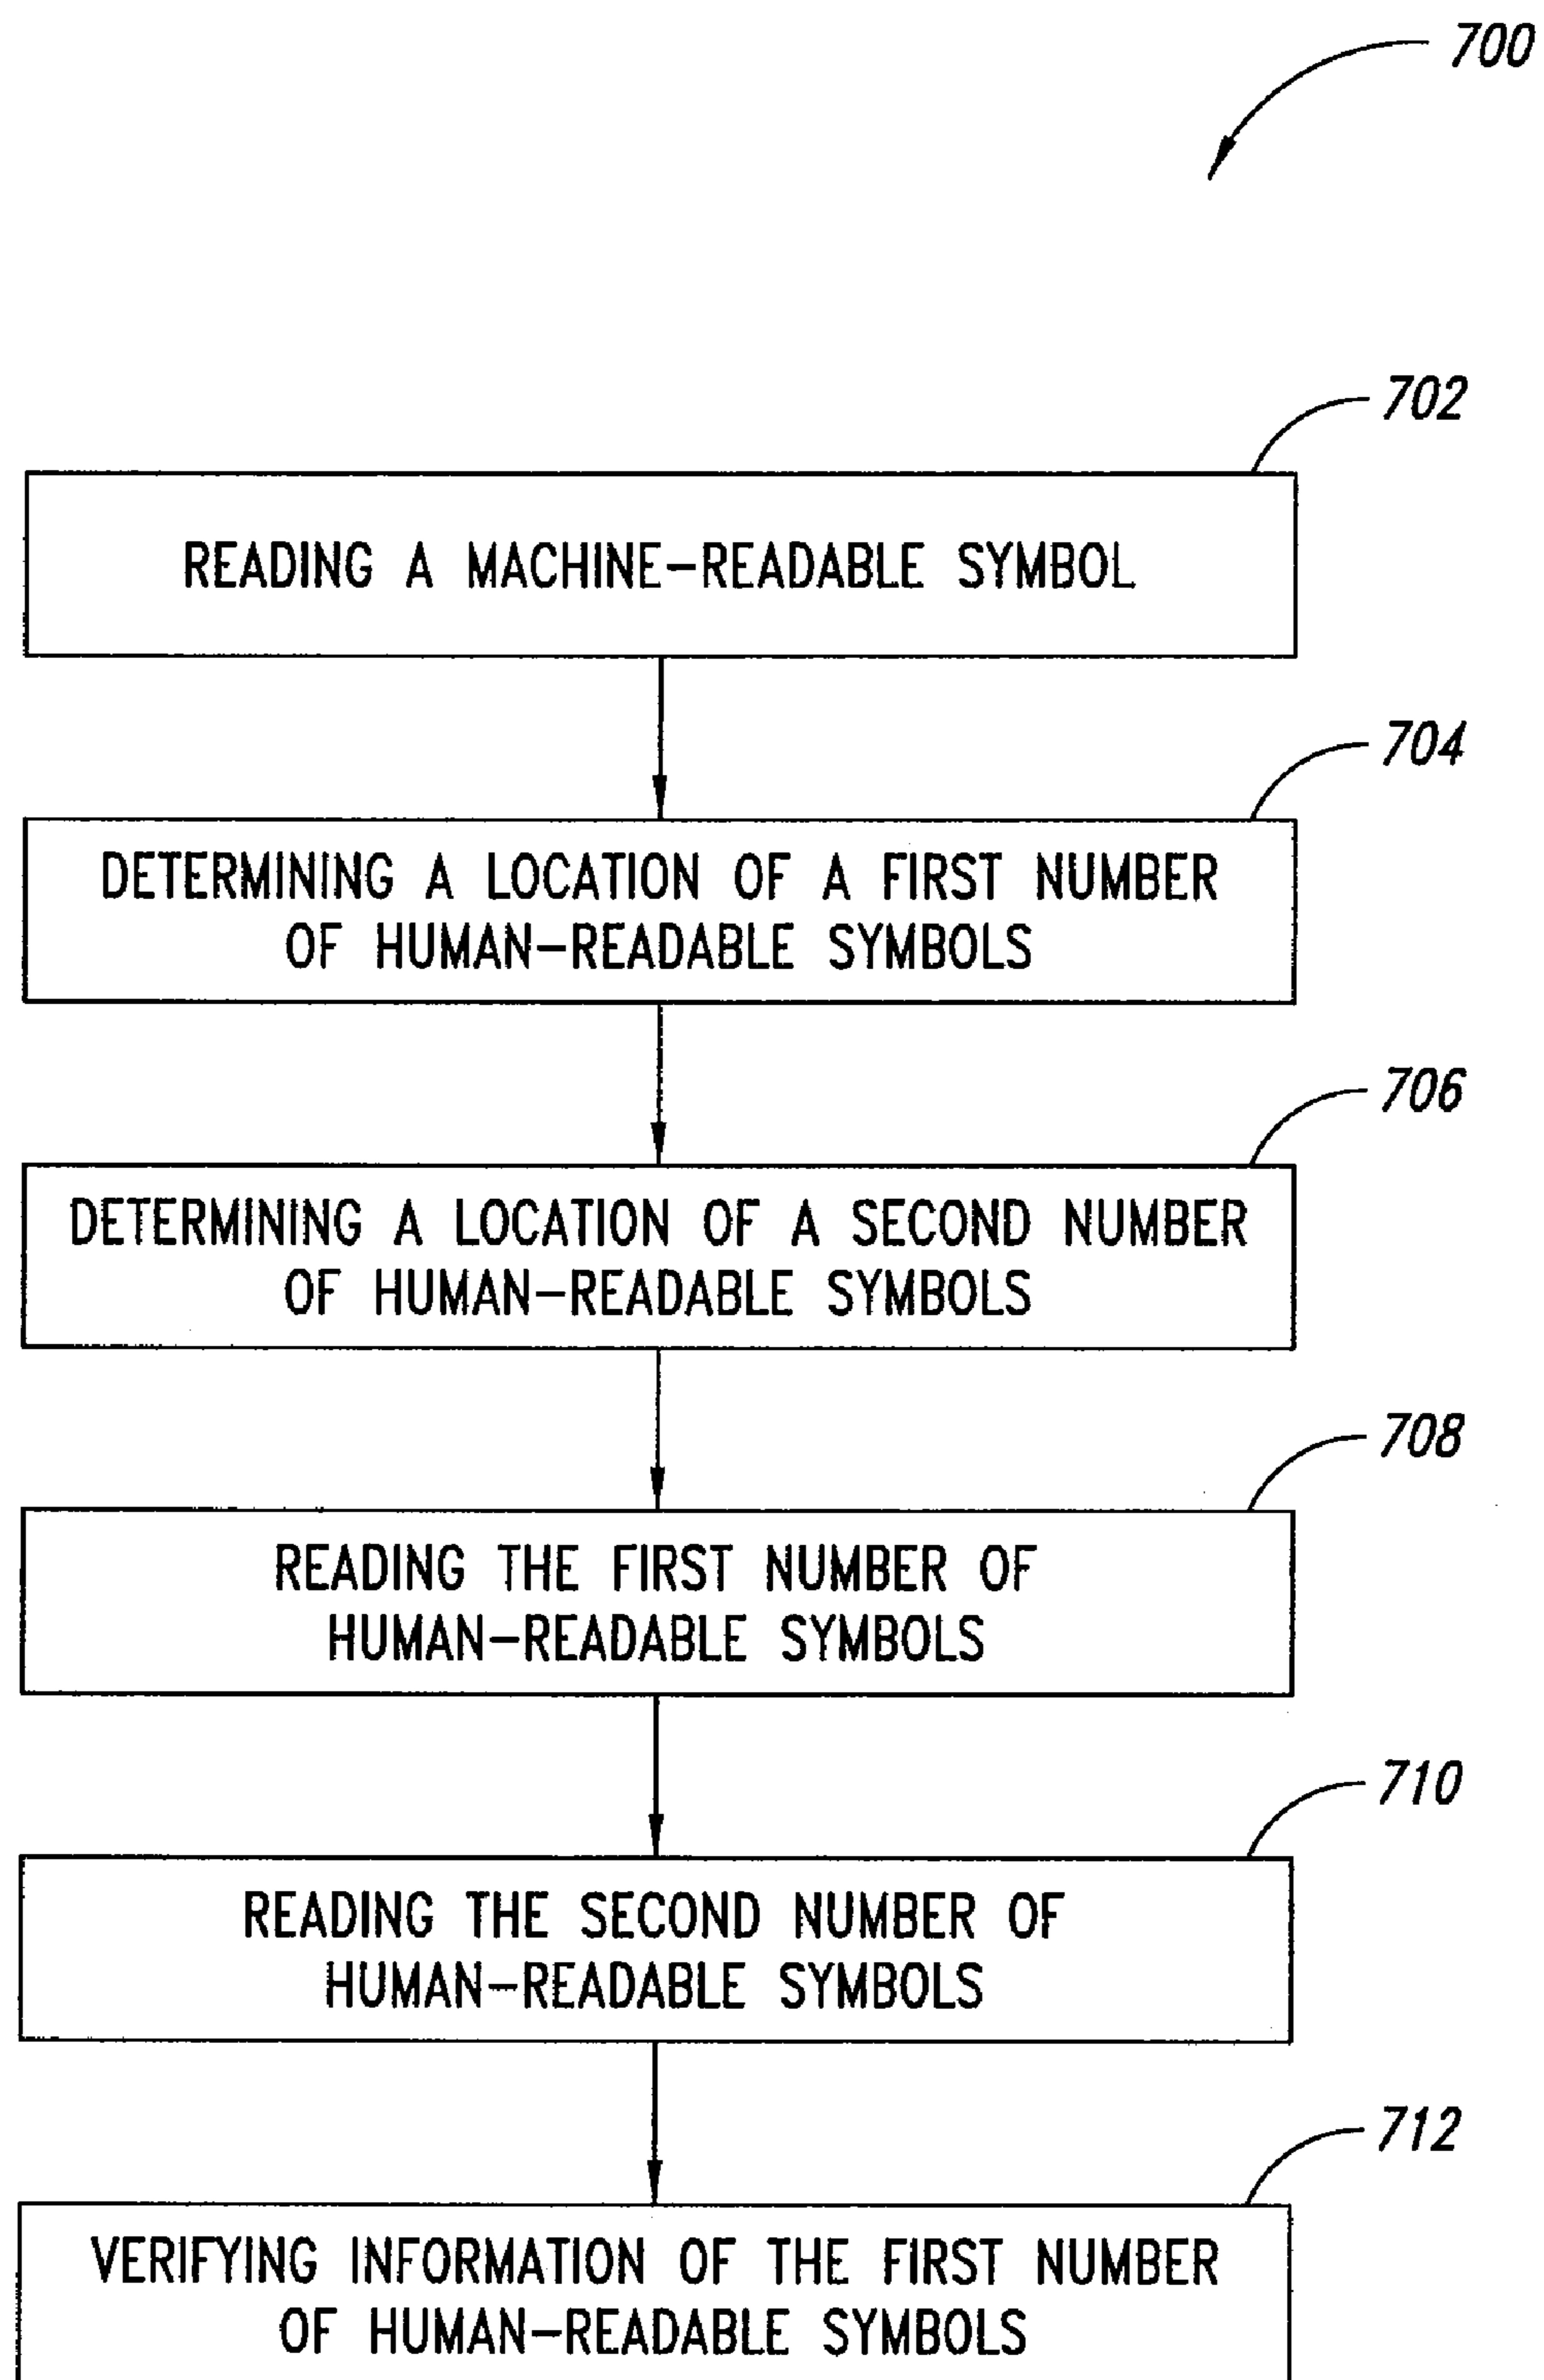 700
702
READING A MACHINE-READABLE SYMBOL
704
DETERMINING A LOCATION OF A FIRST NUMBER
OF HUMAN-READABLE SYMBOLS
706
DETERMINING A LOCATION OF A SECOND NUMBER
OF HUMAN-READABLE SYMBOLS
708
READING THE FIRST NUMBER OF
HUMAN-READABLE SYMBOLS
710
READING THE SECOND NUMBER OF
HUMAN-READABLE SYMBOLS
712
VERIFYING INFORMATION OF THE FIRST NUMBER
OF HUMAN-READABLE SYMBOLS